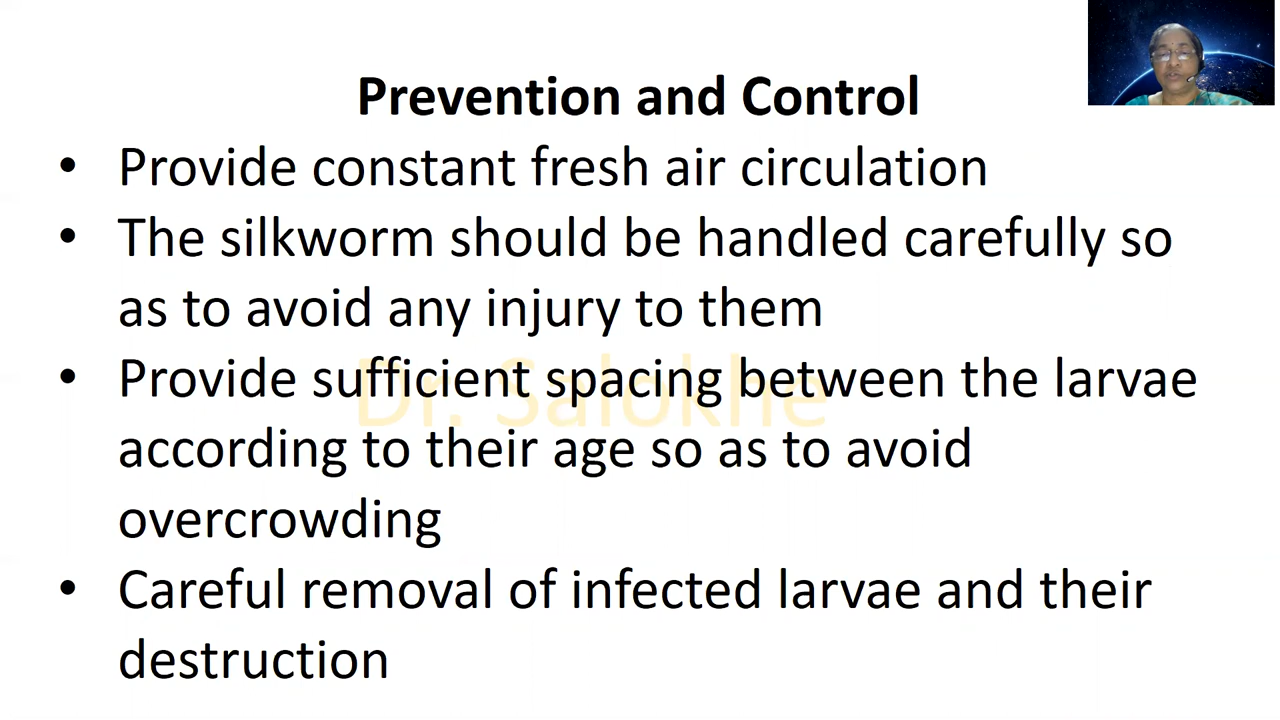 Prevention and Control
• Provide constant fresh air circulation
• The silkworm should be handled carefully so
as to avoid any injury to them
• Provide sufficient spacing between the larvae
according to their age so as to avoid
overcrowding
• Careful removal of infected larvae and their
destruction
Dr. Salokhe